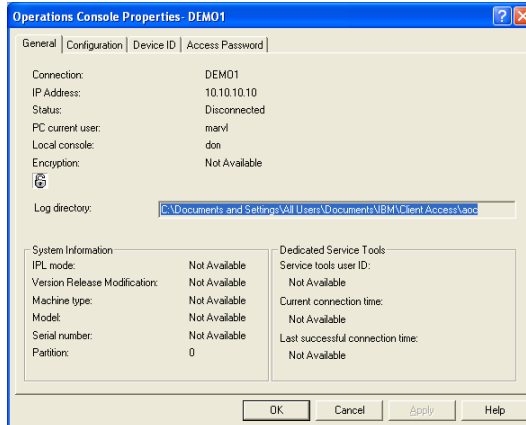 Operations Console Properties- DEMO1
General Configuration Device ID Access Password
Connection: DEMO1
IP Address: 10.10.10.10
Status: Disconnected
PC current user: marvl
Local console: don
Encryption: Not Available
Log directory: C:\Documents and Settings\All Users\Documents\IBM\Client Access\aoc
System Information
IPL mode: Not Available
Version Release Modification: Not Available
Machine type: Not Available
Model: Not Available
Serial number: Not Available
Partition: 0
Dedicated Service Tools
Service tools user ID:
Not Available
Current connection time:
Not Available
Last successful connection time:
Not Available
OK Cancel Apply Help